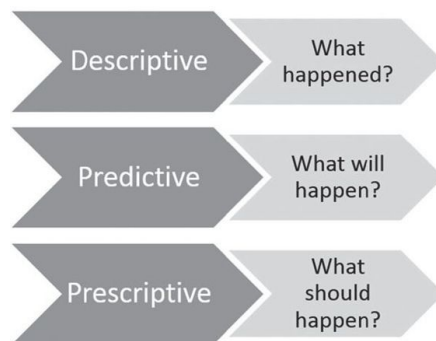 Descriptive
What
happened?
Predictive
What will
happen?
Prescriptive
What
should
happen?